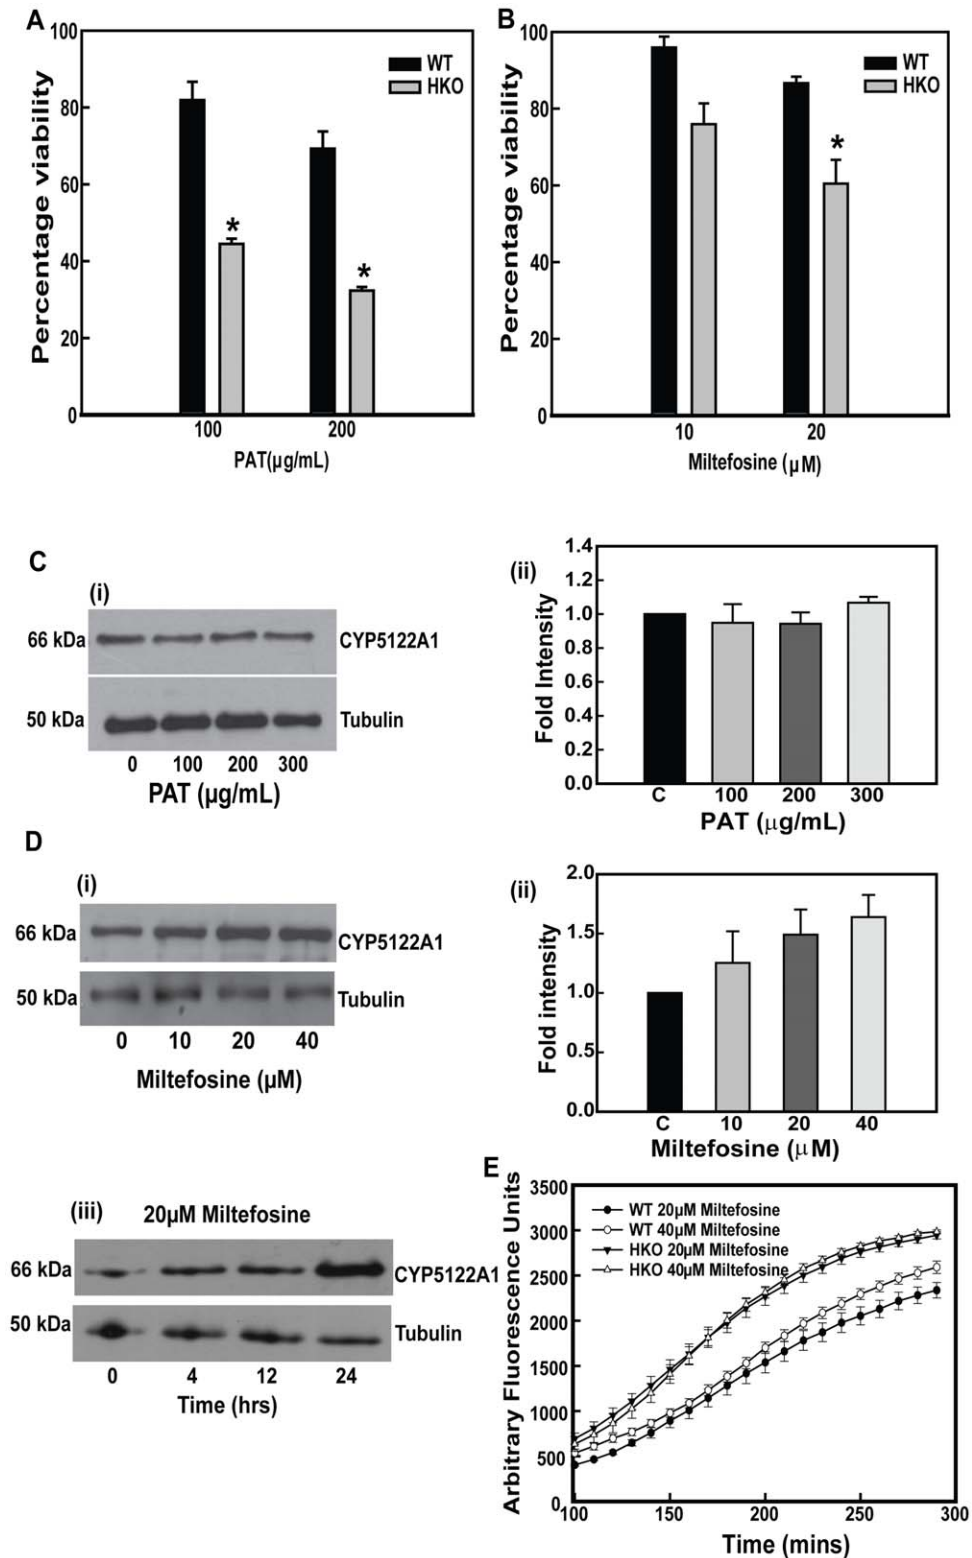 A
Percentage viability
100
80
60
40
20
0
WT
HKO
*
*
100 200
PAT(µg/mL)
B
Percentage viability
100
80
60
40
20
0
WT
HKO
*
10 20
Miltefosine (µM)
C
(i)
66 kDa CYP5122A1
50 kDa Tubulin
0 100 200 300
PAT (µg/mL)
(ii)
Fold Intensity
1.4
1.2
1.0
0.8
0.6
0.4
0.2
0.0
C 100 200 300
PAT (µg/mL)
D
(i)
66 kDa CYP5122A1
50 kDa Tubulin
0 10 20 40
Miltefosine (µM)
(ii)
Fold intensity
2.0
1.5
1.0
0.5
0.0
C 10 20 40
Miltefosine (µM)
(iii) 20µM Miltefosine
66 kDa CYP5122A1
50 kDa Tubulin
0 4 12 24
Time (hrs)
E
Arbitrary Fluorescence Units
3500
3000
2500
2000
1500
1000
500
0
WT 20µM Miltefosine
WT 40µM Miltefosine
HKO 20µM Miltefosine
HKO 40µM Miltefosine
100 150 200 250 300
Time (mins)